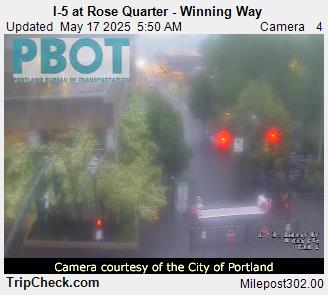 I-5 at Rose Quarter - Winning Way
Updated May 17 2025 5:50 AM Camera 4
PBOT
PORTLAND BUREAU OF TRANSPORTATION
Camera courtesy of the City of Portland
TripCheck.com Milepost302.00